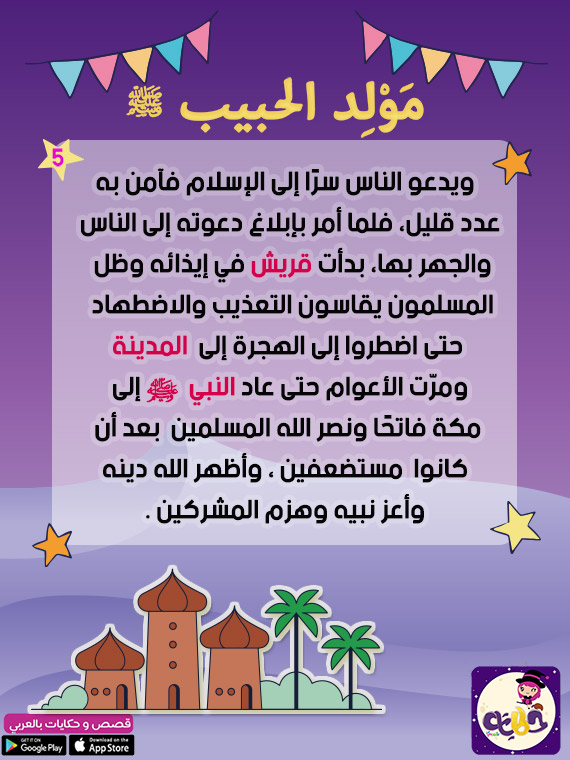 مَوْلِد الحبيب ﷺ
5
ويدعو الناس سرًا إلى الإسلام فآمن به
عدد قليل، فلما أمر بإبلاغ دعوته إلى الناس
والجهر بها، بدأت قريش في إيذائه وظل
المسلمون يقاسون التعذيب والاضطهاد
حتى اضطروا إلى الهجرة إلى المدينة
ومرّت الأعوام حتى عاد النبي ﷺ إلى
مكة فاتحًا ونصر الله المسلمين بعد أن
كانوا مستضعفين ، وأظهر الله دينه
وأعز نبيه وهزم المشركين .
قصص و حكايات بالعربي
GET IT ON
Google Play
Download on the
App Store